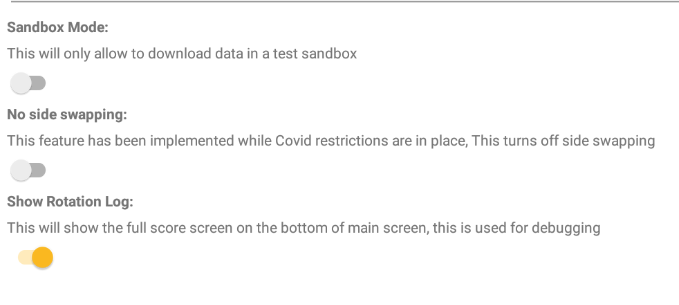 Sandbox Mode:
This will only allow to download data in a test sandbox
No side swapping:
This feature has been implemented while Covid restrictions are in place, This turns off side swapping
Show Rotation Log:
This will show the full score screen on the bottom of main screen, this is used for debugging